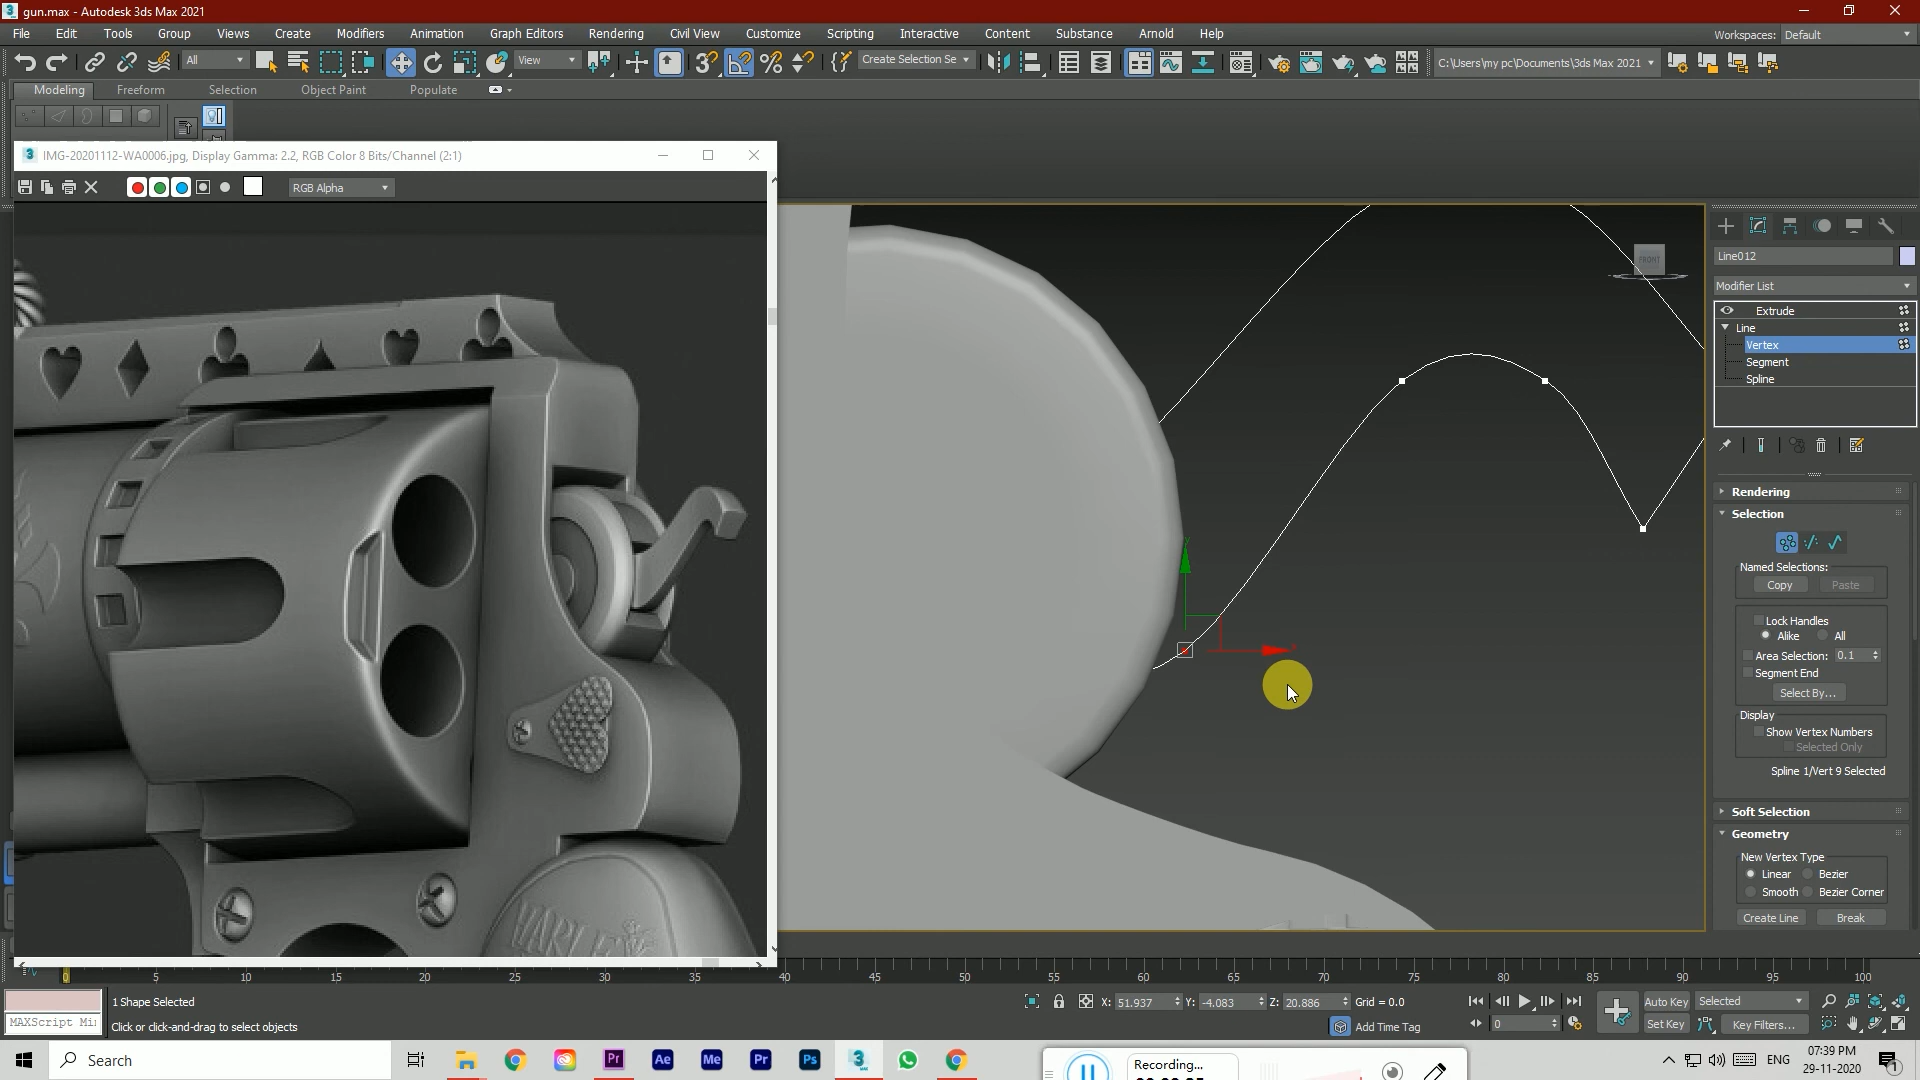 gun.max - Autodesk 3ds Max 2021
File Edit Tools Group Views Create Modifiers Animation Graph Editors Rendering Civil View Customize Scripting Interactive Content Substance Arnold Help
Workspaces: Default
All View Create Selection Se C:\Users\my pc\Documents\3ds Max 2021
Modeling Freeform Selection Object Paint Populate
IMG-20201112-WA0006.jpg, Display Gamma: 2.2, RGB Color 8 Bits/Channel (2:1)
RGB Alpha
FRONT
Line012
Modifier List
Extrude
Line
Vertex
Segment
Spline
Rendering
Selection
Named Selections:
Copy Paste
Lock Handles
Alike All
Area Selection: 0.1
Segment End
Select By...
Display
Show Vertex Numbers
Selected Only
Spline 1/Vert 9 Selected
Soft Selection
Geometry
New Vertex Type
Linear Bezier
Smooth Bezier Corner
Create Line Break
5 10 15 20 25 30 35 40 45 50 55 60 65 70 75 80 85 90 95 100
1 Shape Selected
X: 51.937 Y: -4.083 Z: 20.886 Grid = 0.0
Auto Key Selected
MAXScript Mi
Click or click-and-drag to select objects
Add Time Tag
0
Set Key Key Filters...
Search
Recording...
ENG
07:39 PM
29-11-2020